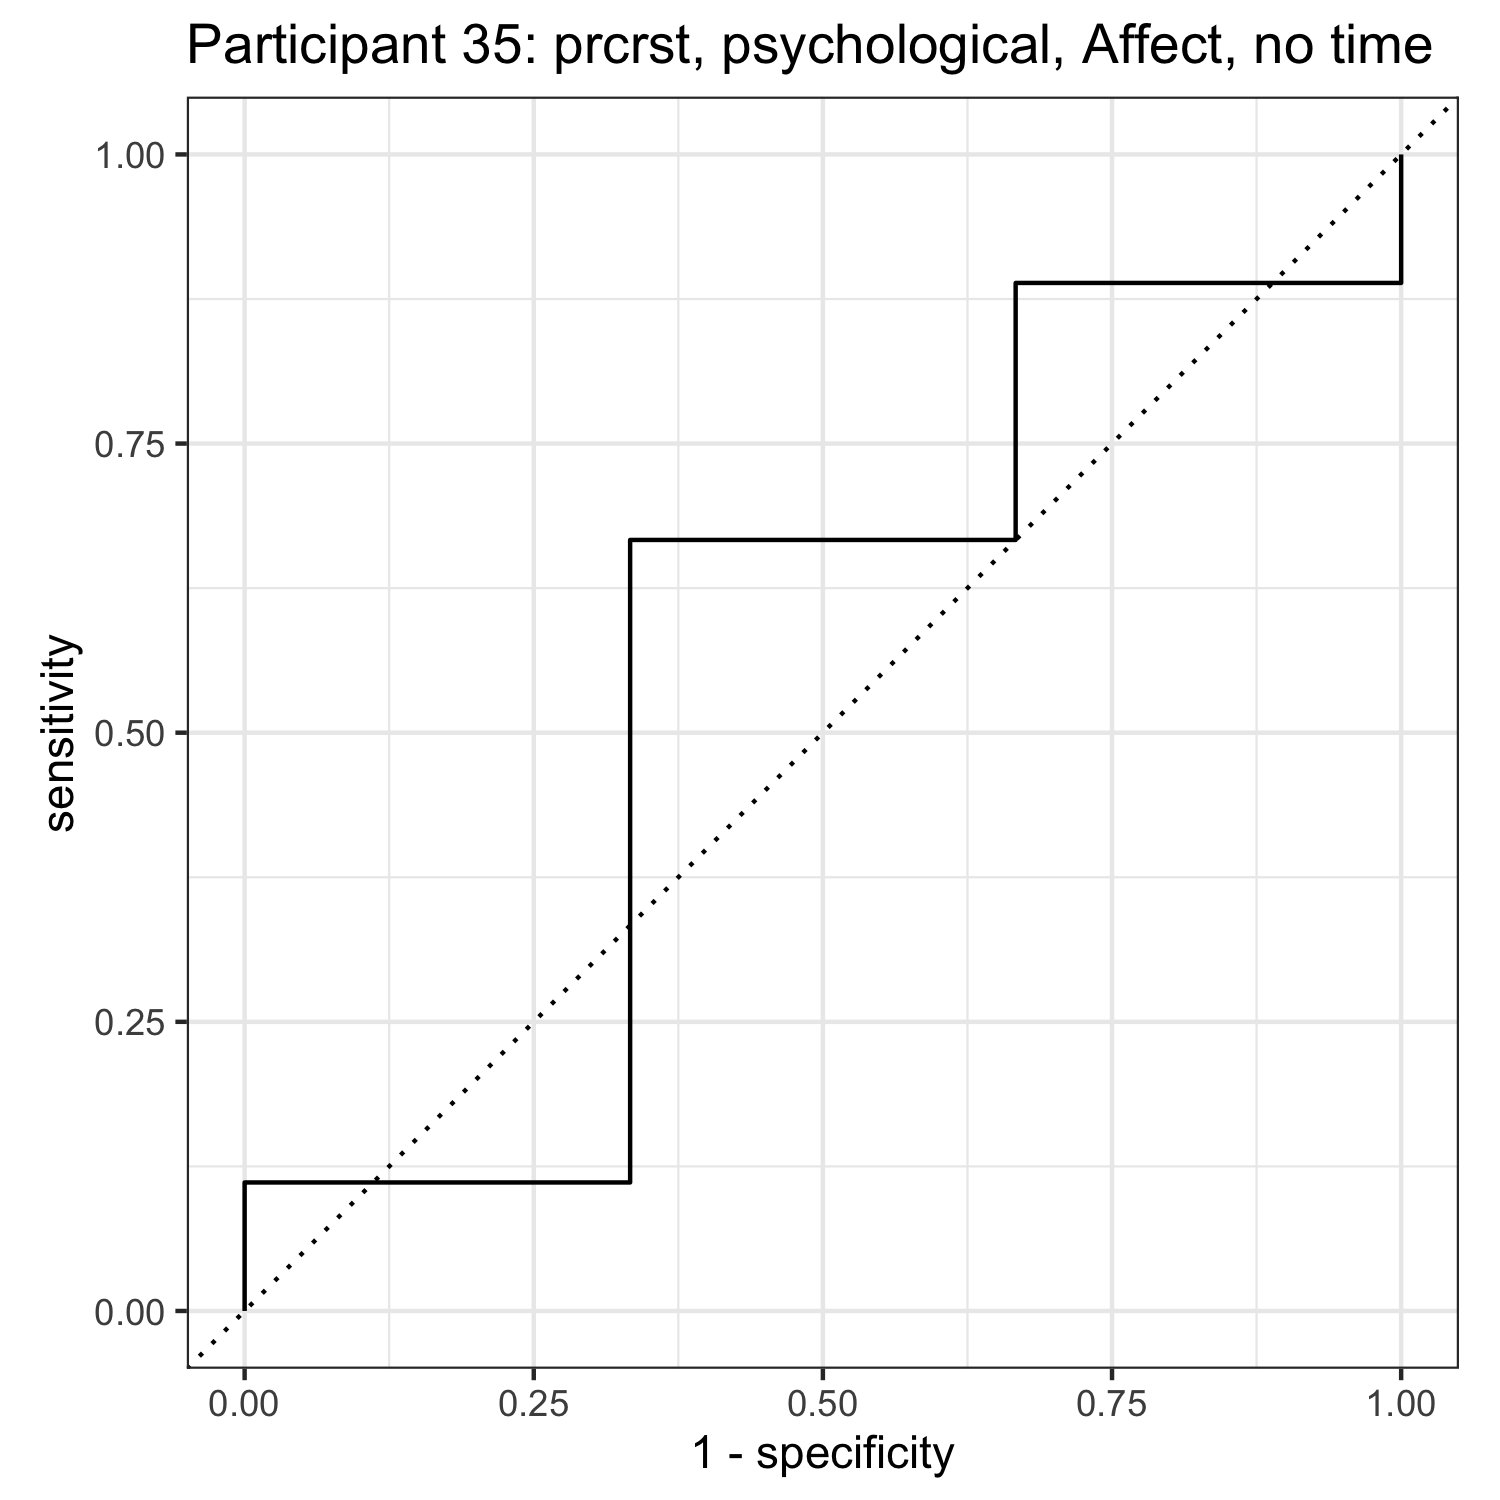 Participant 35: prcrst, psychological, Affect, no time
1.00
0.75
0.50
0.25
0.00
sensitivity
0.00 0.25 0.50 0.75 1.00
1 - specificity